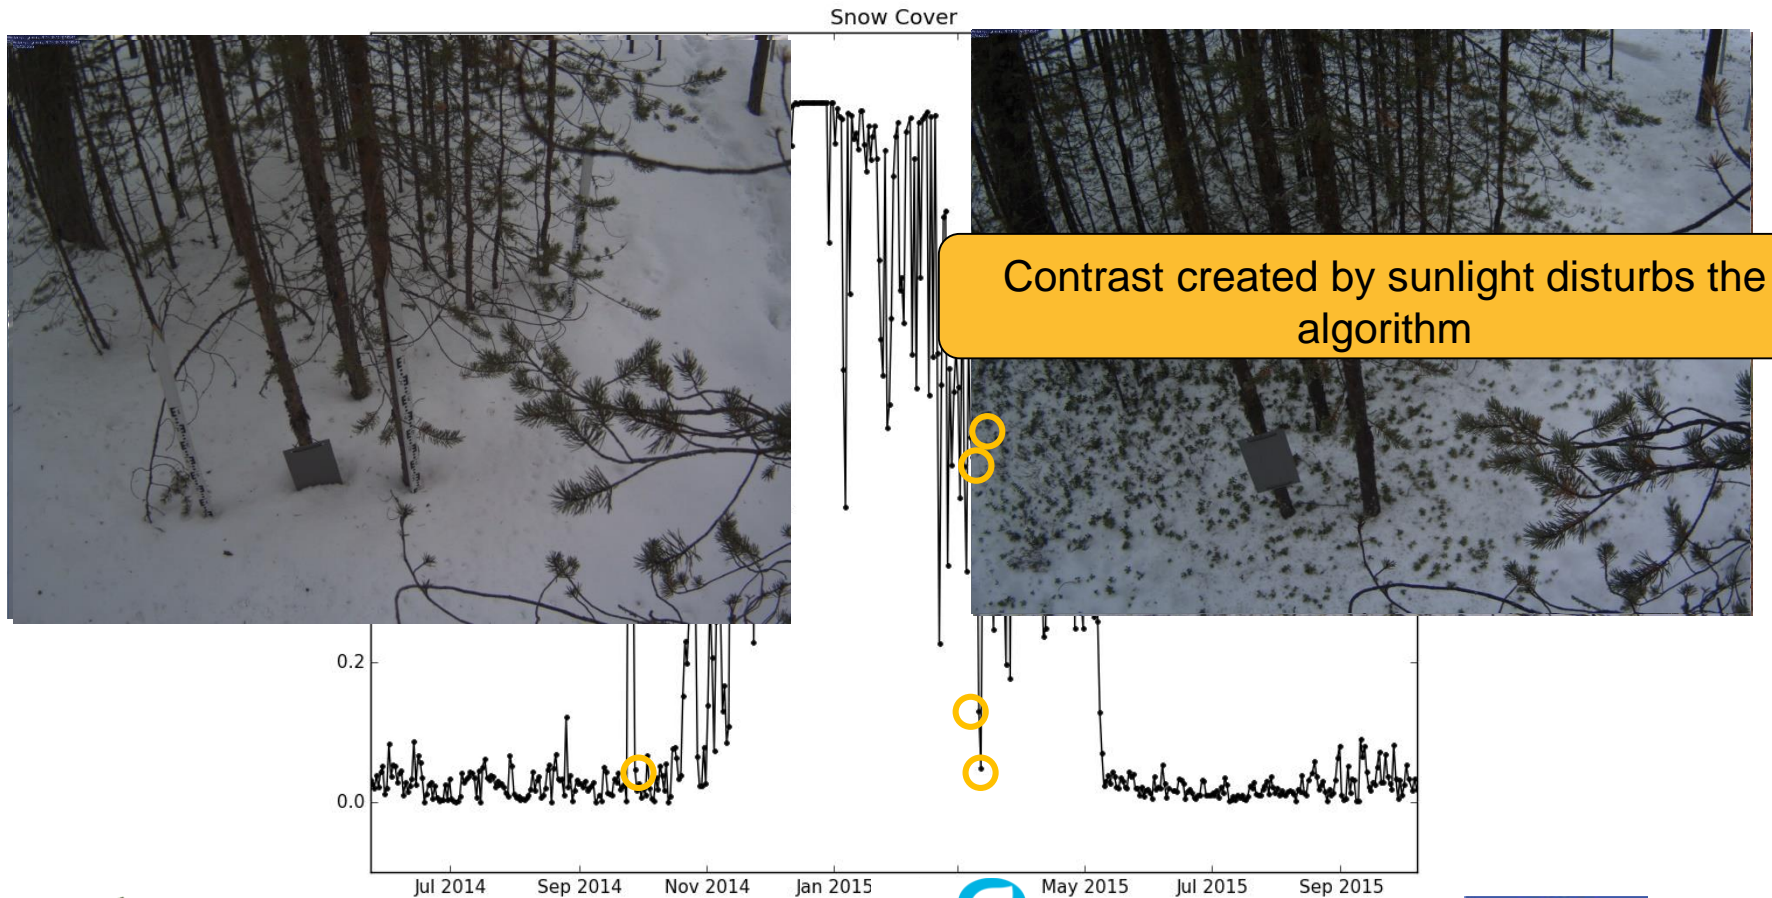 Snow Cover
Contrast created by sunlight disturbs the
algorithm
0.2
0.0
Jul 2014
Sep 2014
Nov 2014
Jan 2015
May 2015
Jul 2015
Sep 2015